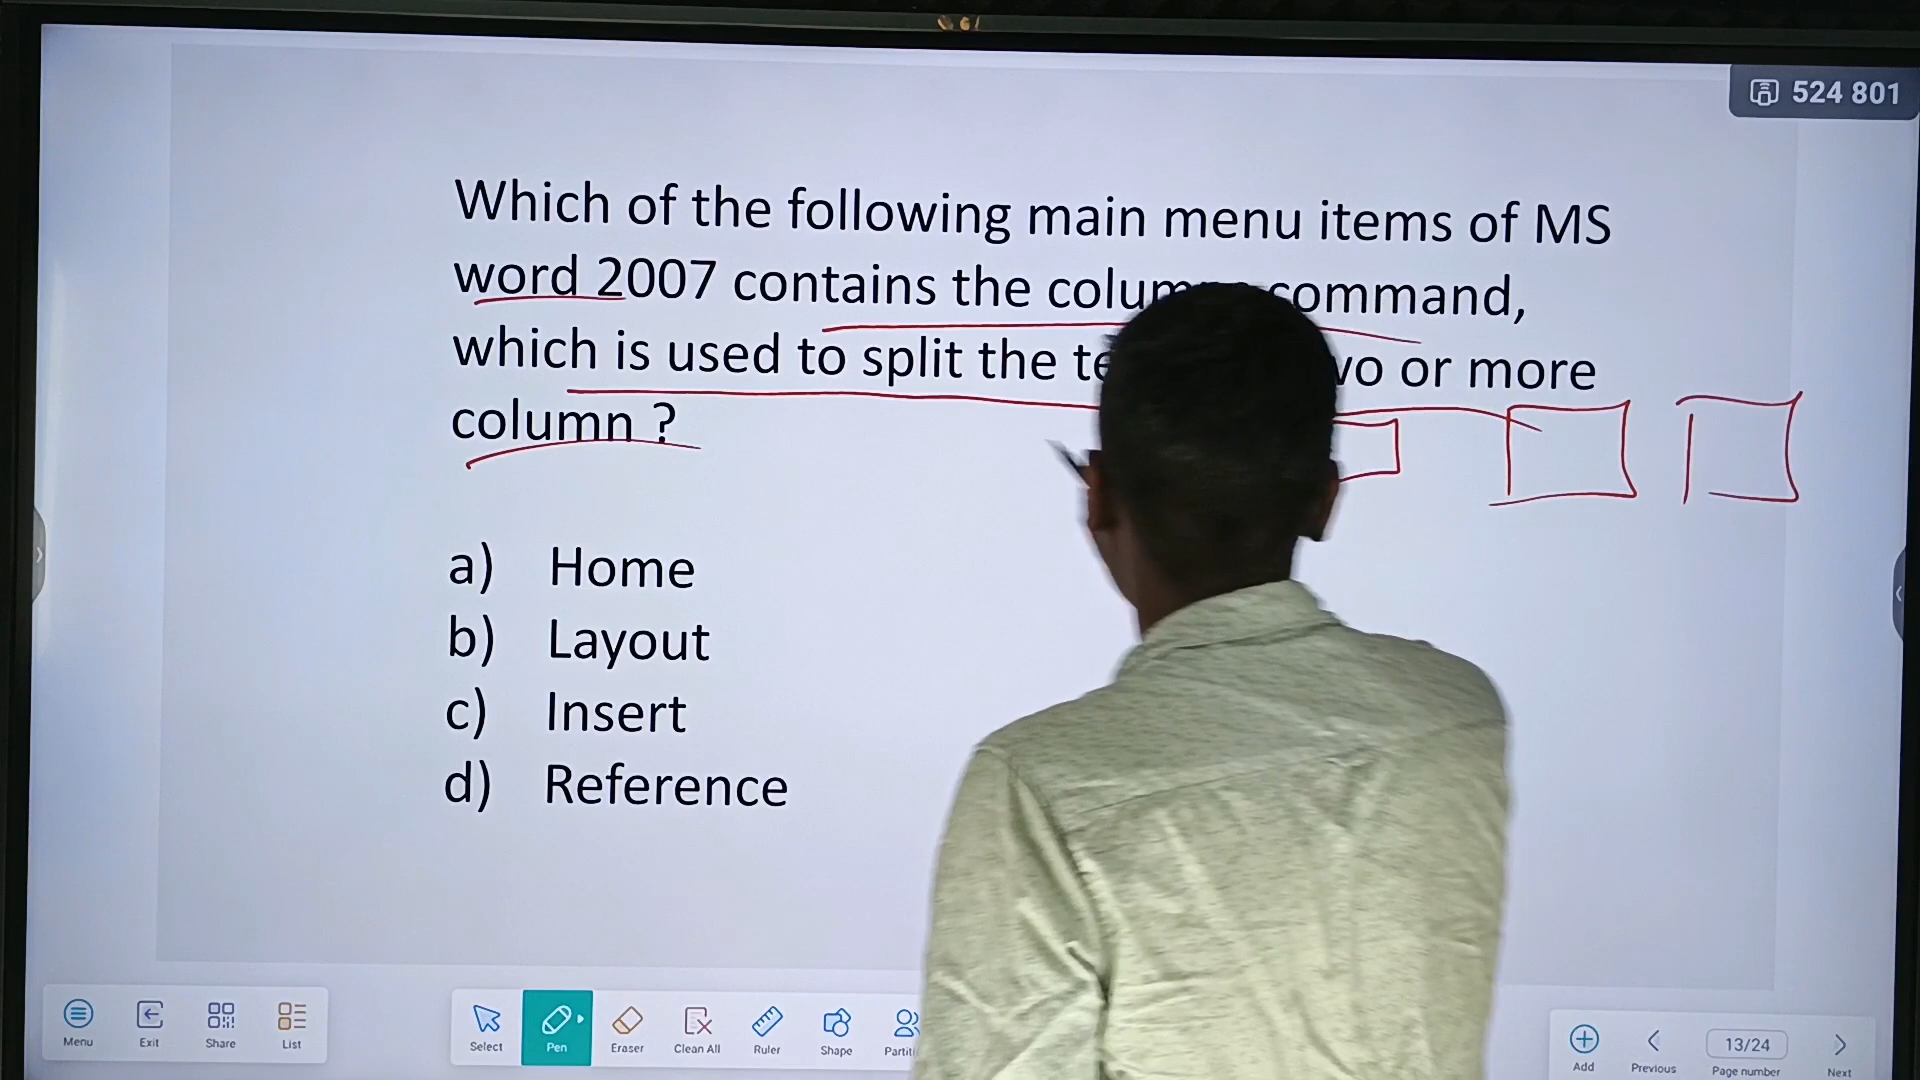 524 801
Which of the following main menu items of MS
word 2007 contains the command,
which is used to split the or more
column ?
a) Home
b) Layout
c) Insert
d) Reference
Menu Exit Share List Select Pen Eraser Clean All Ruler Shape Add Previous 13/24 Page number Next